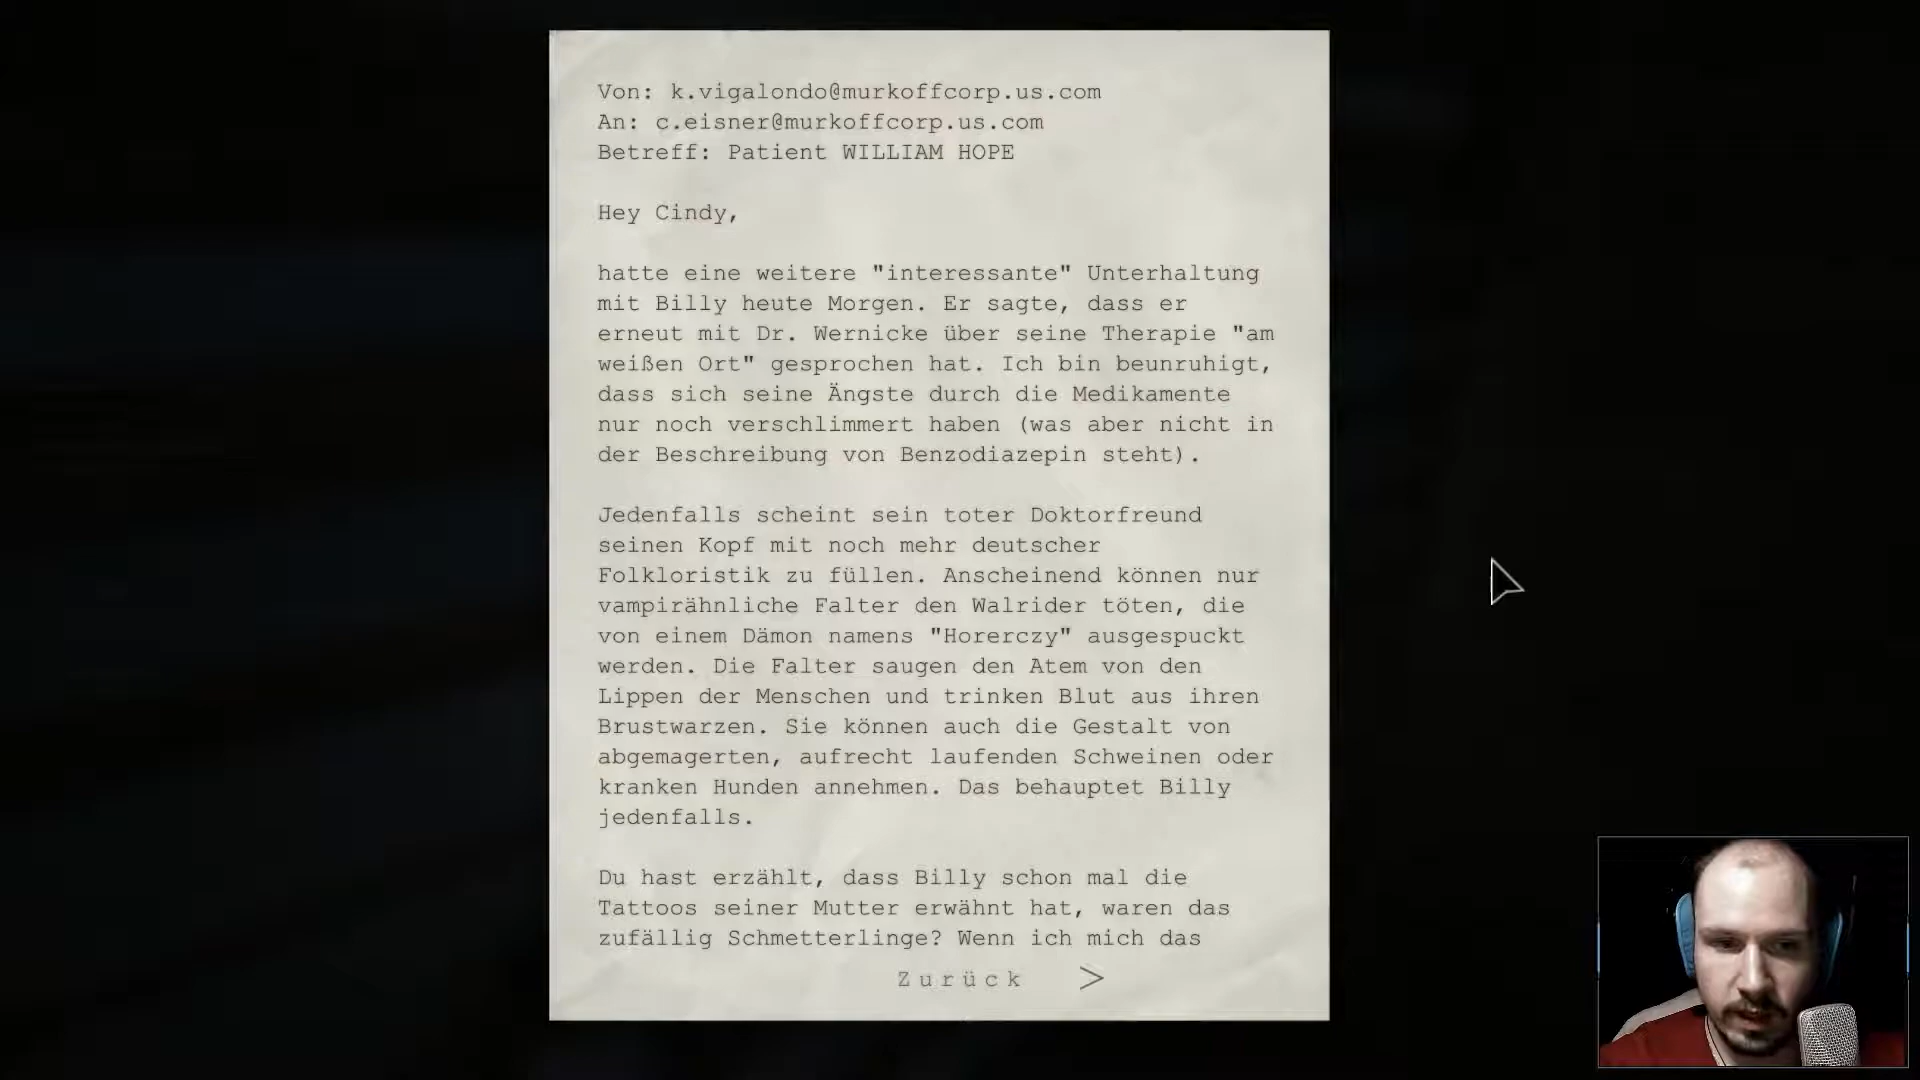 Von: k.vigalondo@murkoffcorp.us.com
An: c.eisner@murkoffcorp.us.com
Betreff: Patient WILLIAM HOPE
Hey Cindy,
hatte eine weitere "interessante" Unterhaltung
mit Billy heute Morgen. Er sagte, dass er
erneut mit Dr. Wernicke über seine Therapie "am
weißen Ort" gesprochen hat. Ich bin beunruhigt,
dass sich seine Ängste durch die Medikamente
nur noch verschlimmert haben (was aber nicht in
der Beschreibung von Benzodiazepin steht).
Jedenfalls scheint sein toter Doktorfreund
seinen Kopf mit noch mehr deutscher
Folkloristik zu füllen. Anscheinend können nur
vampirähnliche Falter den Walrider töten, die
von einem Dämon namens "Horerczy" ausgespuckt
werden. Die Falter saugen den Atem von den
Lippen der Menschen und trinken Blut aus ihren
Brustwarzen. Sie können auch die Gestalt von
abgemagerten, aufrecht laufenden Schweinen oder
kranken Hunden annehmen. Das behauptet Billy
jedenfalls.
Du hast erzählt, dass Billy schon mal die
Tattoos seiner Mutter erwähnt hat, waren das
zufällig Schmetterlinge? Wenn ich mich das
Zurück >